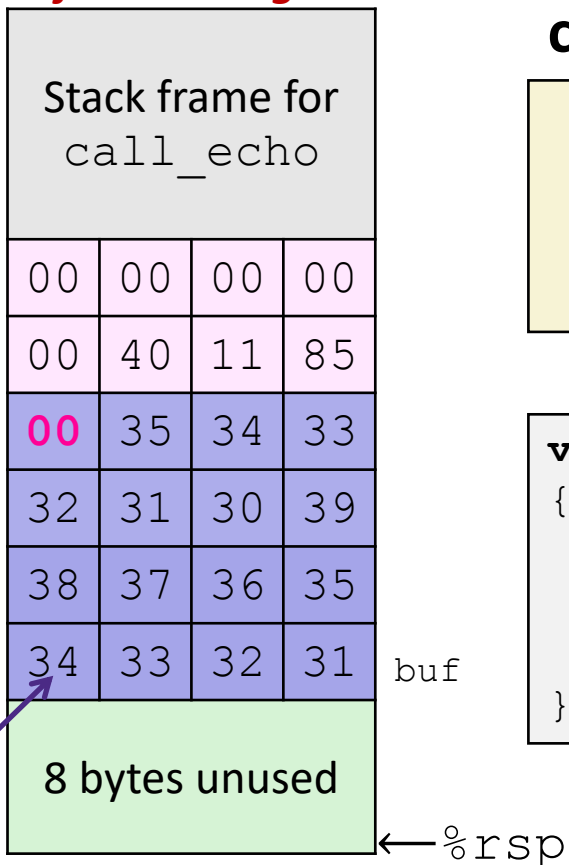 Stack frame for
call_echo
00 00 00 00
00 40 11 85
00 35 34 33
32 31 30 39
38 37 36 35
34 33 32 31 buf
8 bytes unused
←%rsp
{
}